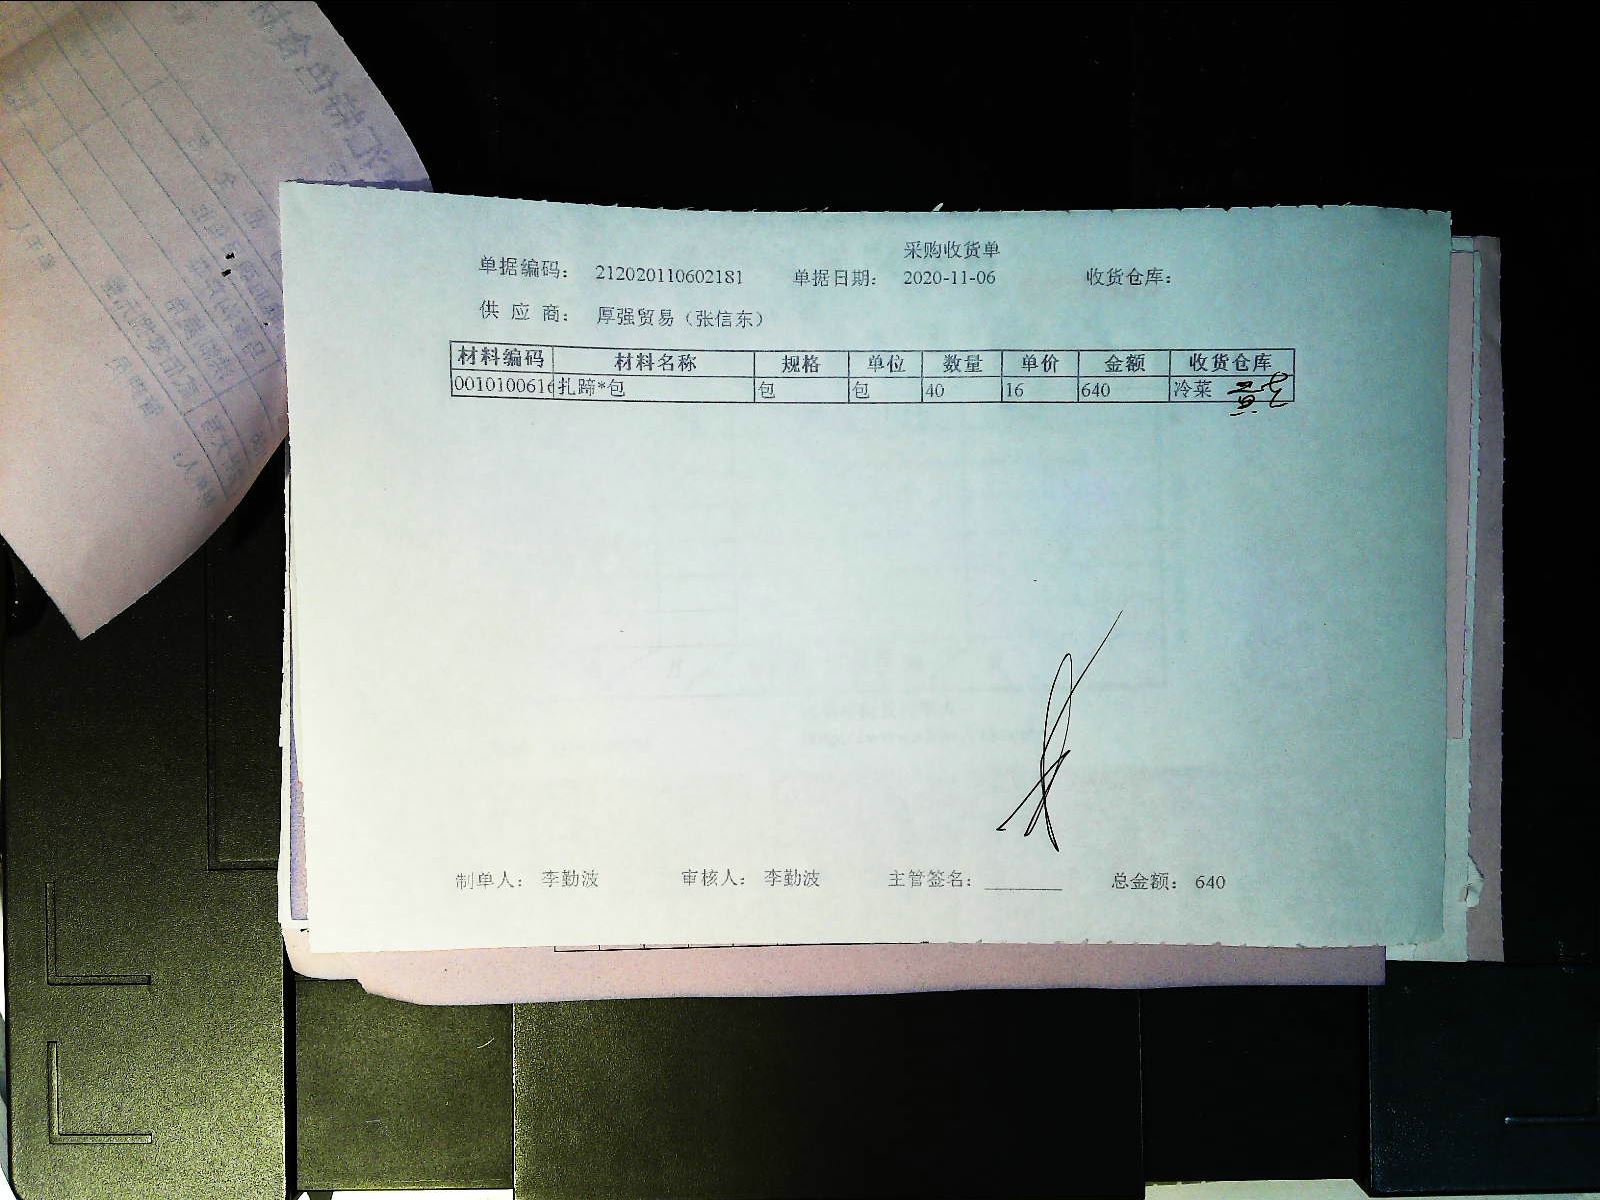 采购收货单
单据编码： 212020110602181 单据日期： 2020-11-06 收货仓库：
供 应 商： 厚强贸易（张信东）
材料编码 材料名称 规格 单位 数量 单价 金额 收货仓库
0010100616 扎蹄*包 包 包 40 16 640 冷菜
制单人： 李勤波 审核人： 李勤波 主管签名： ________ 总金额： 640